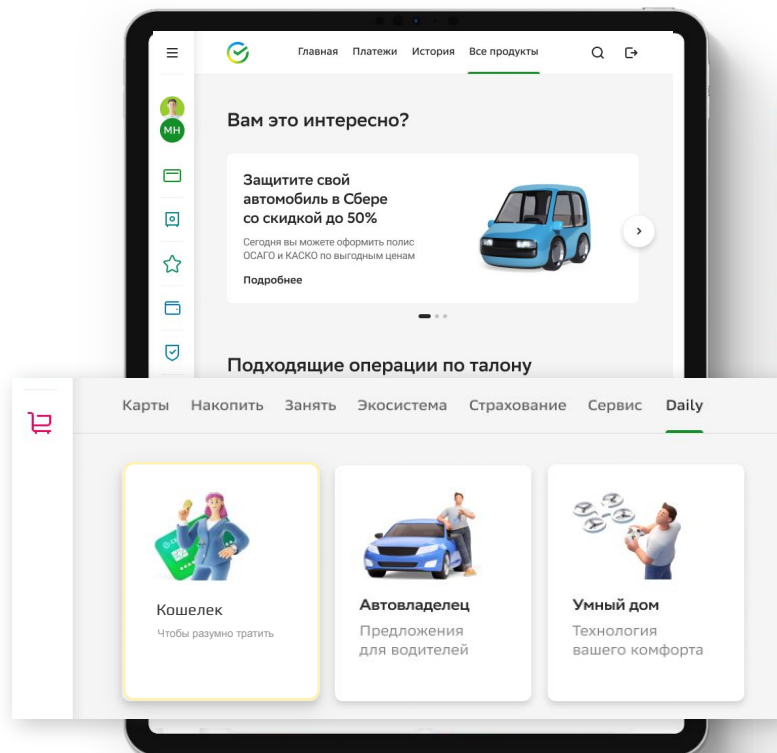 Главная Платежи История Все продукты
МН
Вам это интересно?
Защитите свой
автомобиль в Сбере
со скидкой до 50%
Сегодня вы можете оформить полис
ОСАГО и КАСКО по выгодным ценам
Подробнее
Подходящие операции по талону
Карты Накопить Занять Экосистема Страхование Сервис Daily
Кошелек
Чтобы разумно тратить
Автовладелец
Предложения
для водителей
Умный дом
Технология
вашего комфорта